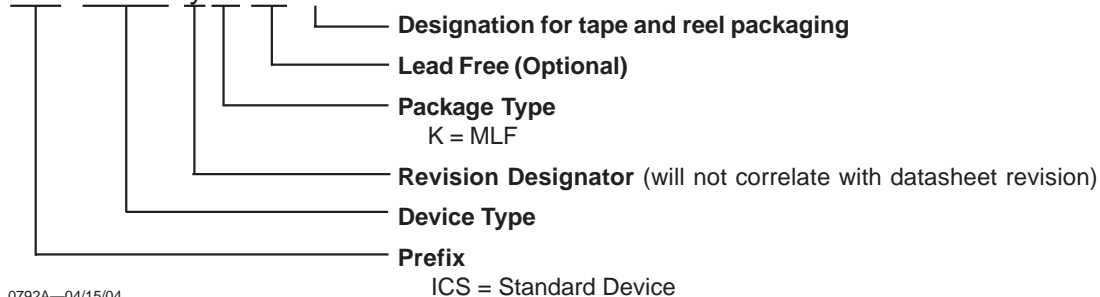 Designation for tape and reel packaging
Lead Free (Optional)
Package Type
K = MLF
Revision Designator (will not correlate with datasheet revision)
Device Type
Prefix
ICS = Standard Device
0792A—04/15/04